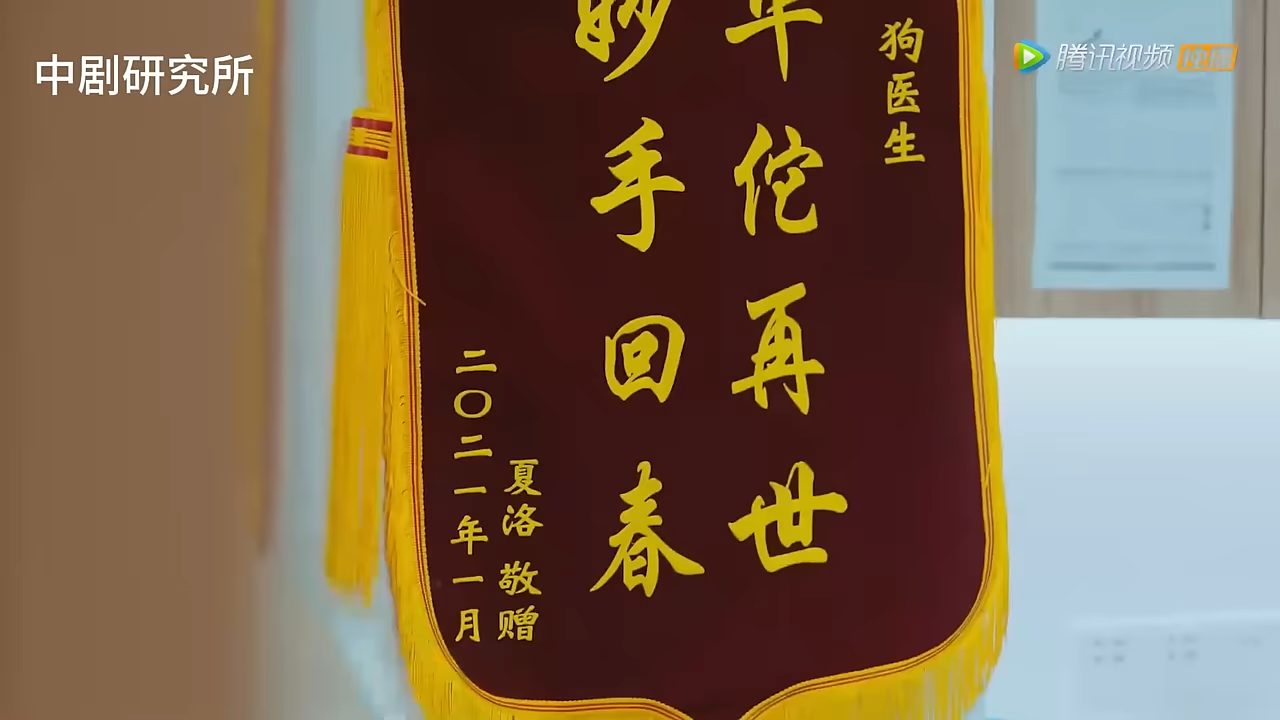 中剧研究所
腾讯视频
狗医生
华佗再世
妙手回春
夏洛 敬赠
二〇二一年一月